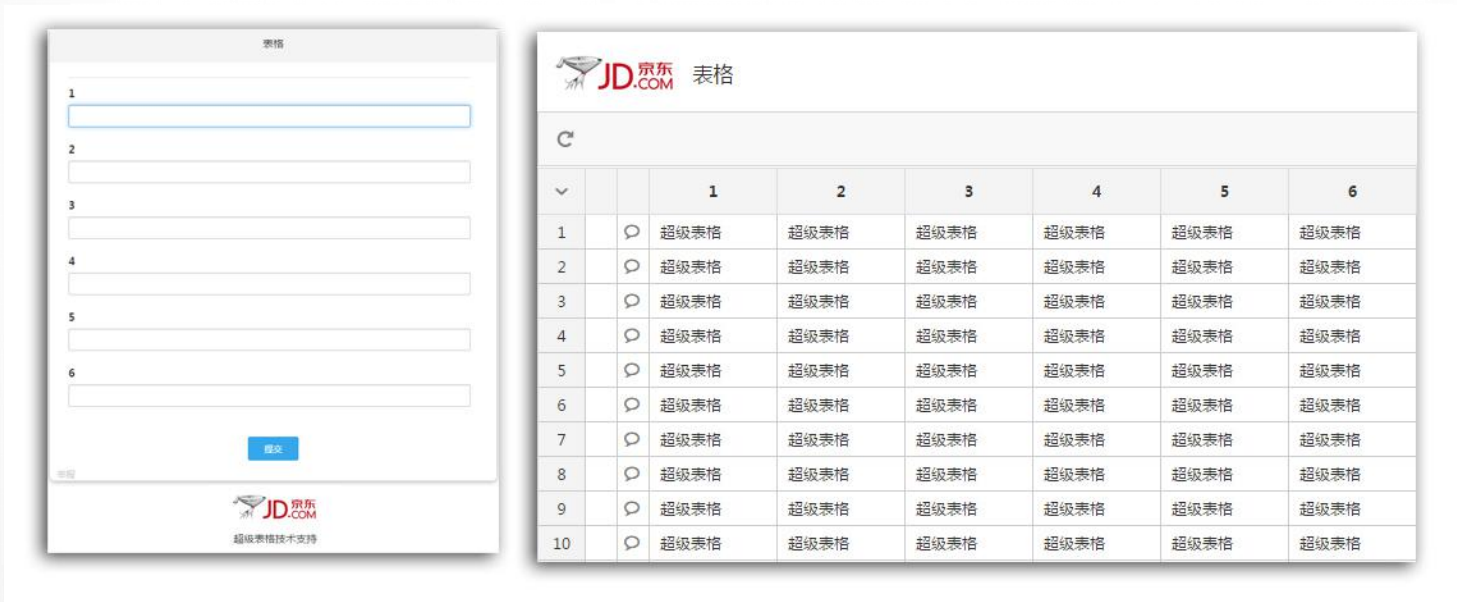 表格
1
2
3
4
5
6
提交
举报
JD.京东
COM
超级表格技术支持
JD.京东
COM
表格
1 2 3 4 5 6
1 超级表格 超级表格 超级表格 超级表格 超级表格 超级表格
2 超级表格 超级表格 超级表格 超级表格 超级表格 超级表格
3 超级表格 超级表格 超级表格 超级表格 超级表格 超级表格
4 超级表格 超级表格 超级表格 超级表格 超级表格 超级表格
5 超级表格 超级表格 超级表格 超级表格 超级表格 超级表格
6 超级表格 超级表格 超级表格 超级表格 超级表格 超级表格
7 超级表格 超级表格 超级表格 超级表格 超级表格 超级表格
8 超级表格 超级表格 超级表格 超级表格 超级表格 超级表格
9 超级表格 超级表格 超级表格 超级表格 超级表格 超级表格
10 超级表格 超级表格 超级表格 超级表格 超级表格 超级表格